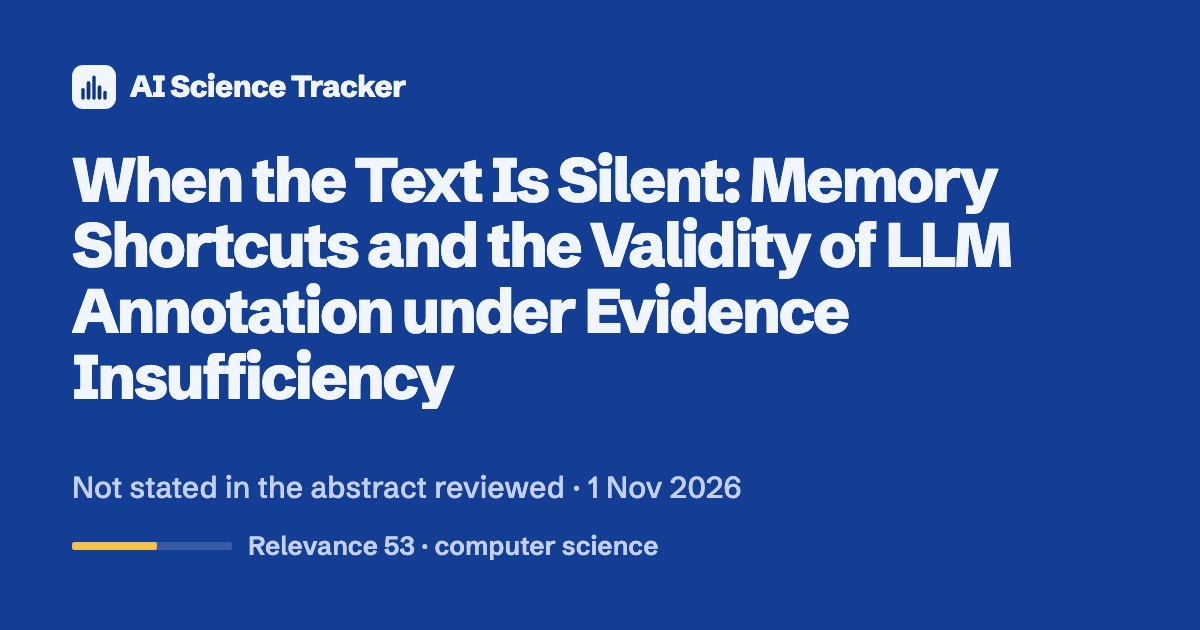 AI Science Tracker
When the Text Is Silent: Memory
Shortcuts and the Validity of LLM
Annotation under Evidence
Insufficiency
Not stated in the abstract reviewed · 1 Nov 2026
Relevance 53 · computer science